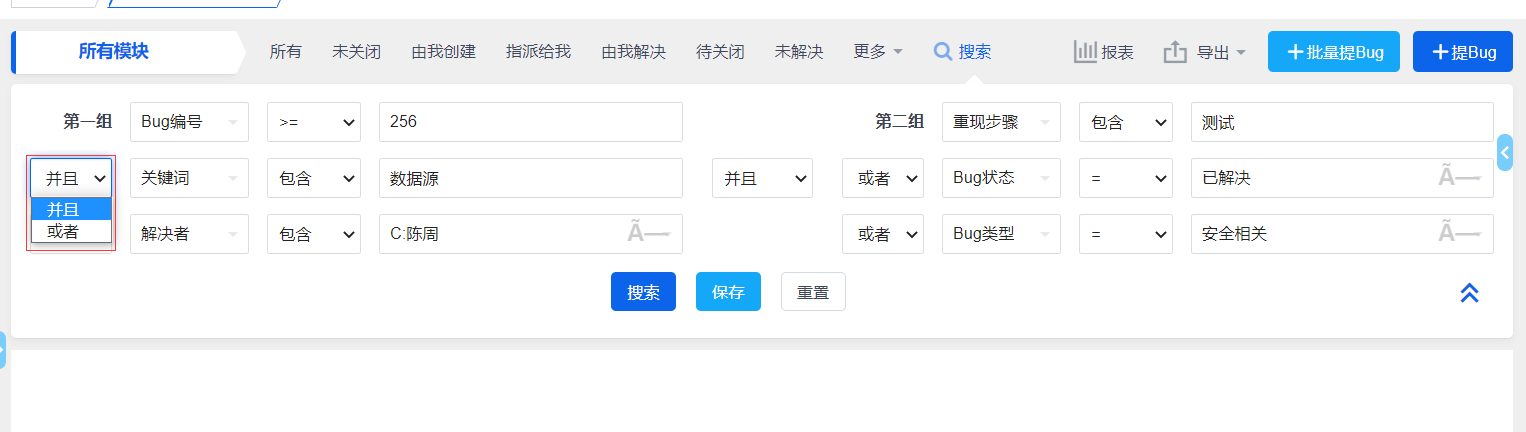 所有模块 所有 未关闭 由我创建 指派给我 由我解决 待关闭 未解决 更多 搜索 报表 导出 +批量提Bug +提Bug
第一组 Bug编号 >= 256 第二组 重现步骤 包含 测试
并且 关键词 包含 数据源 并且 或者 Bug状态 = 已解决 Ã—
并且
或者 解决者 包含 C:陈周 Ã— 或者 Bug类型 = 安全相关 Ã—
搜索 保存 重置